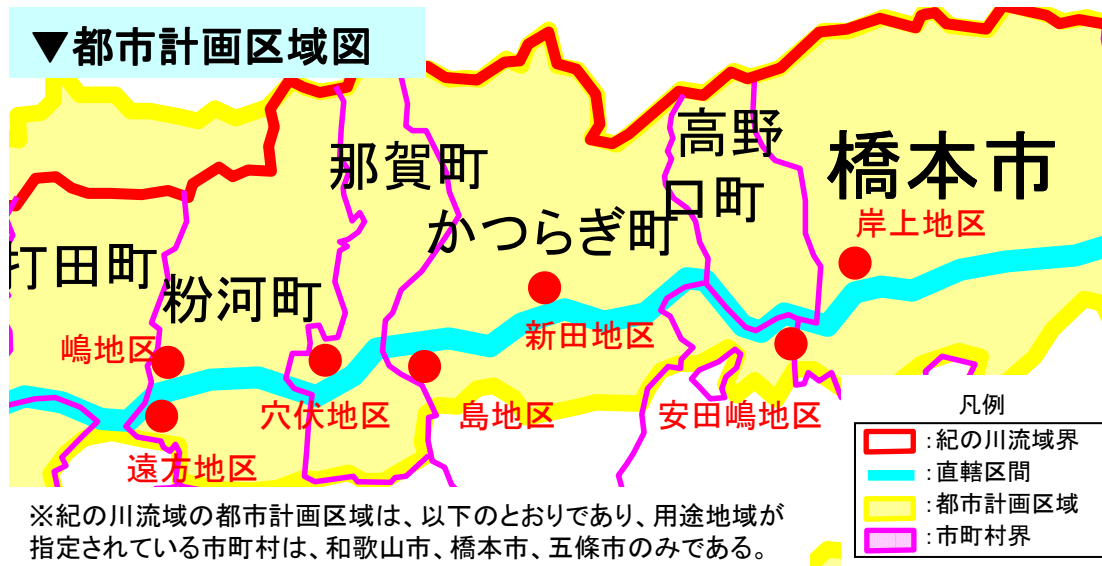 ▼都市計画区域図
高野
口町
橋本市
那賀町
かつらぎ町
岸上地区
打田町
粉河町
新田地区
嶋地区
穴伏地区
島地区
安田嶋地区
遠方地区
凡例
:紀の川流域界
:直轄区間
:都市計画区域
:市町村界
※紀の川流域の都市計画区域は、以下のとおりであり、用途地域が
指定されている市町村は、和歌山市、橋本市、五條市のみである。